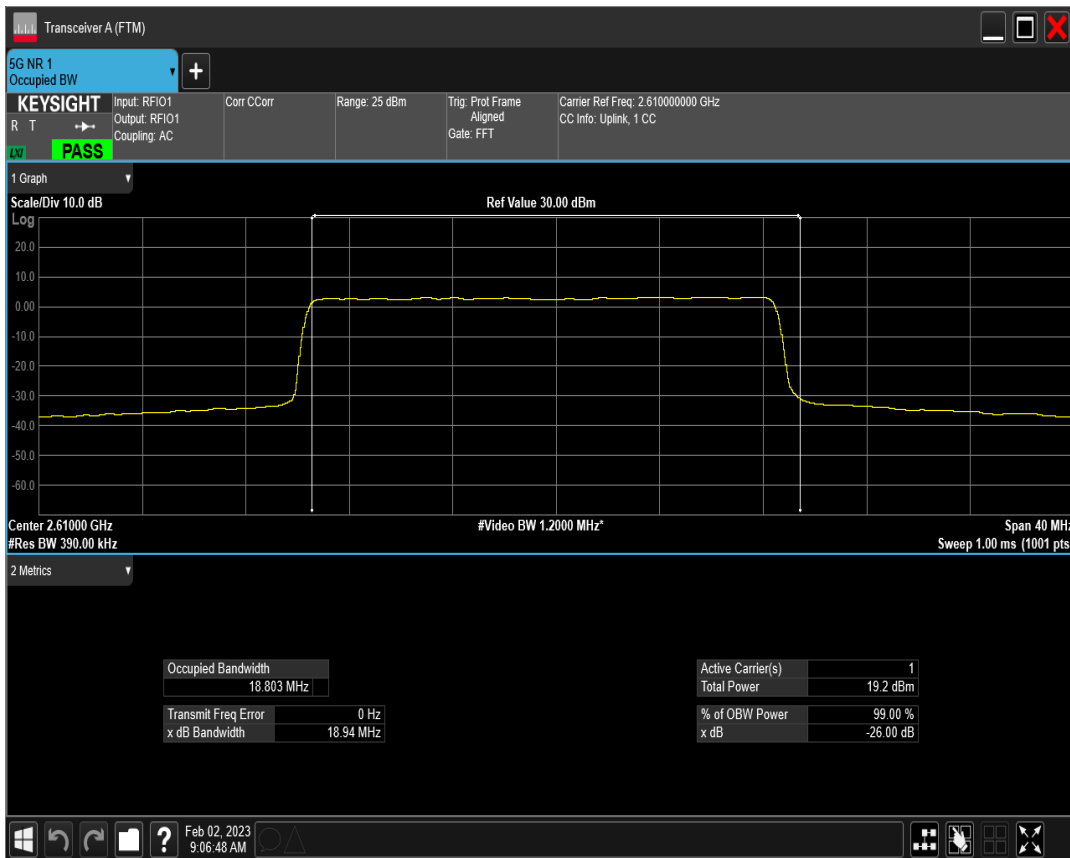 Transceiver A (FTM)
5G NR 1
Occupied BW
+
KEYSIGHT
R T
LXI
PASS
Input: RFIO1
Output: RFIO1
Coupling: AC
Corr CCorr
Range: 25 dBm
Trig: Prot Frame
Aligned
Gate: FFT
Carrier Ref Freq: 2.610000000 GHz
CC Info: Uplink, 1 CC
1 Graph
Scale/Div 10.0 dB
Ref Value 30.00 dBm
Log
20.0
10.0
0.00
-10.0
-20.0
-30.0
-40.0
-50.0
-60.0
Center 2.61000 GHz
#Video BW 1.2000 MHz*
Span 40 MHz
#Res BW 390.00 kHz
Sweep 1.00 ms (1001 pts
2 Metrics
Occupied Bandwidth
18.803 MHz
Transmit Freq Error 0 Hz
x dB Bandwidth 18.94 MHz
Active Carrier(s) 1
Total Power 19.2 dBm
% of OBW Power 99.00 %
x dB -26.00 dB
?
Feb 02, 2023
9:06:48 AM